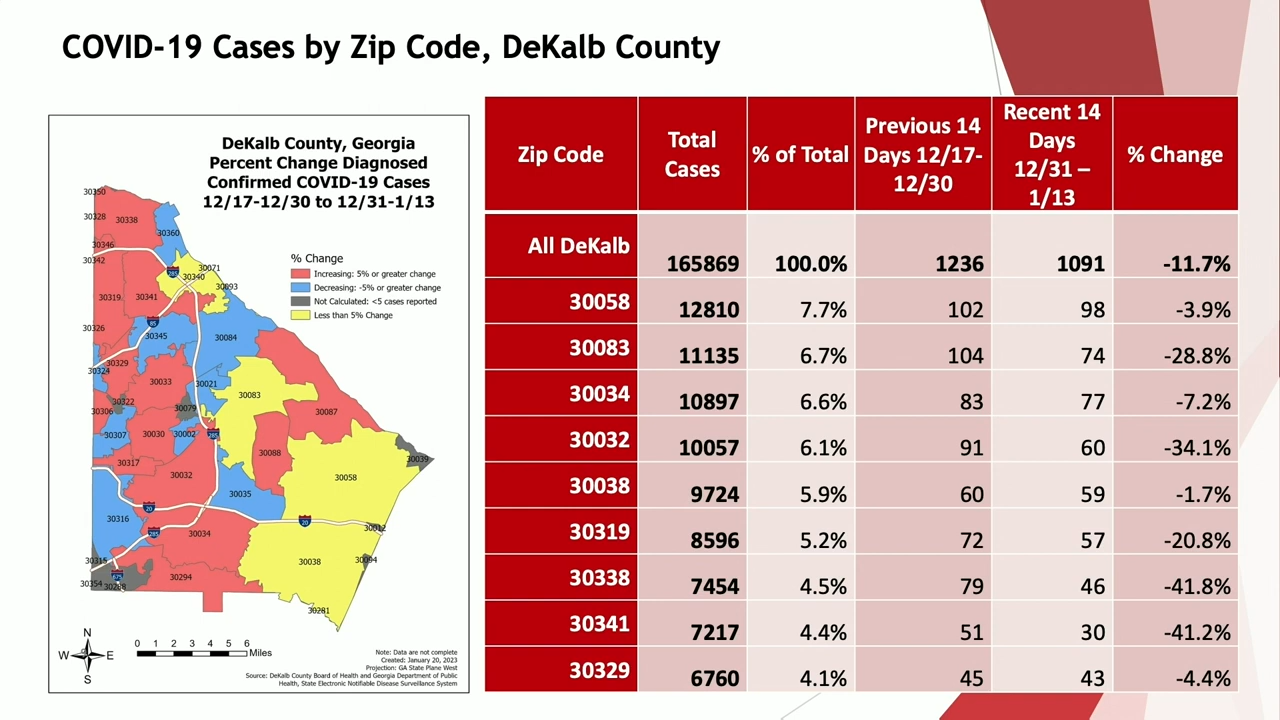 COVID-19 Cases by Zip Code, DeKalb County
DeKalb County, Georgia
Percent Change Diagnosed
Confirmed COVID-19 Cases
12/17-12/30 to 12/31-1/13
% Change
Increasing: 5% or greater change
Decreasing: -5% or greater change
Not Calculated: <5 cases reported
Less than 5% Change
30350
30328
30338
30360
30346
30342
285
30071
30340
30093
30319
30341
30326
85
30345
30084
30329
30324
30033
30021
30083
30322
30079
30306
30087
30307
30030
30002
285
30317
30088
30039
30032
30058
30035
20
20
30316
30012
285
30034
30315
30038
30094
675
30354
30288
30294
30281
N
W
E
S
0 1 2 3 4 5 6
Miles
Note: Data are not complete
Created: January 20, 2023
Projection: GA State Plane West
Source: DeKalb County Board of Health and Georgia Department of Public
Health, State Electronic Notifiable Disease Surveillance System
Zip Code | Total Cases | % of Total | Previous 14 Days 12/17-12/30 | Recent 14 Days 12/31 – 1/13 | % Change
All DeKalb 165869 100.0% 1236 1091 -11.7%
30058 12810 7.7% 102 98 -3.9%
30083 11135 6.7% 104 74 -28.8%
30034 10897 6.6% 83 77 -7.2%
30032 10057 6.1% 91 60 -34.1%
30038 9724 5.9% 60 59 -1.7%
30319 8596 5.2% 72 57 -20.8%
30338 7454 4.5% 79 46 -41.8%
30341 7217 4.4% 51 30 -41.2%
30329 6760 4.1% 45 43 -4.4%